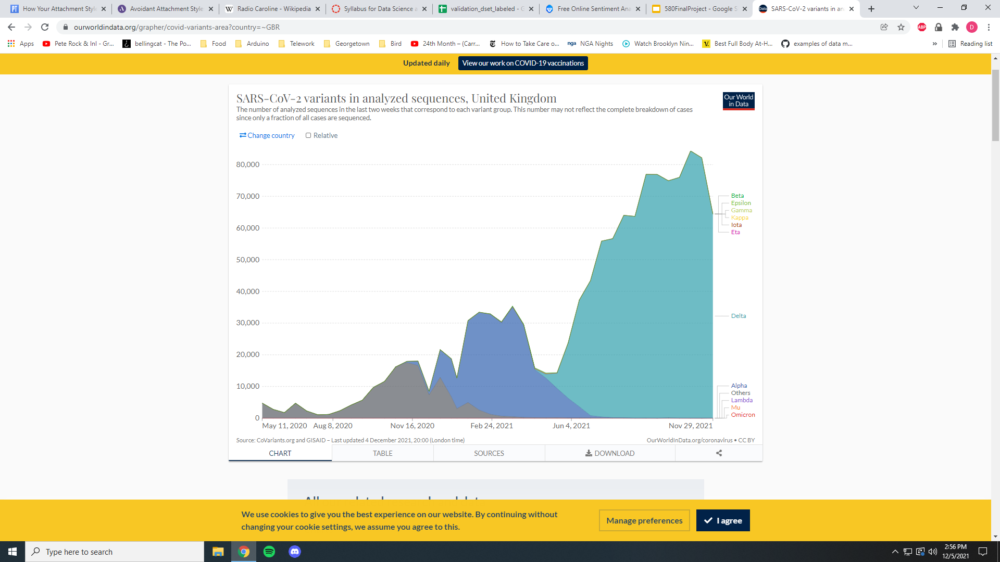 How Your Attachment Style
Avoidant Attachment Style
Radio Caroline - Wikipedia
Syllabus for Data Science a
validation_dset_labeled - G
Free Online Sentiment Ana
580FinalProject - Google S
SARS-CoV-2 variants in an
ourworldindata.org/grapher/covid-variants-area?country=~GBR
ABP
D
Apps
Pete Rock & InI - Gr...
bellingcat - The Po...
Food
Arduino
Telework
Georgetown
Bird
24th Month – (Carr...
How to Take Care o...
nga NGA Nights
Watch Brooklyn Nin...
Best Full Body At-H...
examples of data m...
»
Reading list
Updated daily
View our work on COVID-19 vaccinations
SARS-CoV-2 variants in analyzed sequences, United Kingdom
The number of analyzed sequences in the last two weeks that correspond to each variant group. This number may not reflect the complete breakdown of cases
since only a fraction of all cases are sequenced.
Our World
in Data
Change country
Relative
80,000
70,000
60,000
50,000
40,000
30,000
20,000
10,000
0
Beta
Epsilon
Gamma
Kappa
Iota
Eta
Delta
Alpha
Others
Lambda
Mu
Omicron
May 11, 2020
Aug 8, 2020
Nov 16, 2020
Feb 24, 2021
Jun 4, 2021
Nov 29, 2021
Source: CoVariants.org and GISAID – Last updated 4 December 2021, 20:00 (London time)
OurWorldInData.org/coronavirus • CC BY
CHART
TABLE
SOURCES
DOWNLOAD
We use cookies to give you the best experience on our website. By continuing without
changing your cookie settings, we assume you agree to this.
Manage preferences
I agree
Type here to search
2:56 PM
12/5/2021